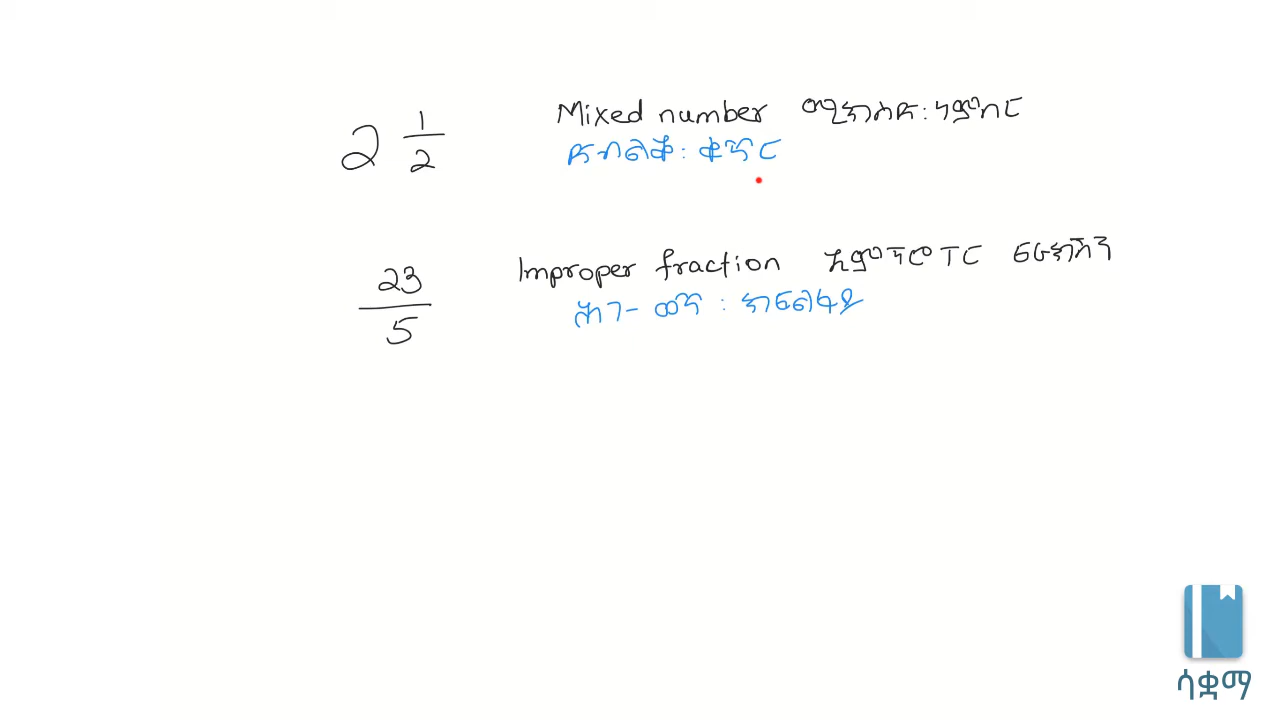 2 1/2 Mixed number ሚክስድ፡ነምበር
ድብልቅ፡ ቁጥር
23/5 Improper fraction ኢምፕሮፐር ፍራክሽን
ሕገ-ወጥ ፡ ክፍልፋይ
ሳቋማ